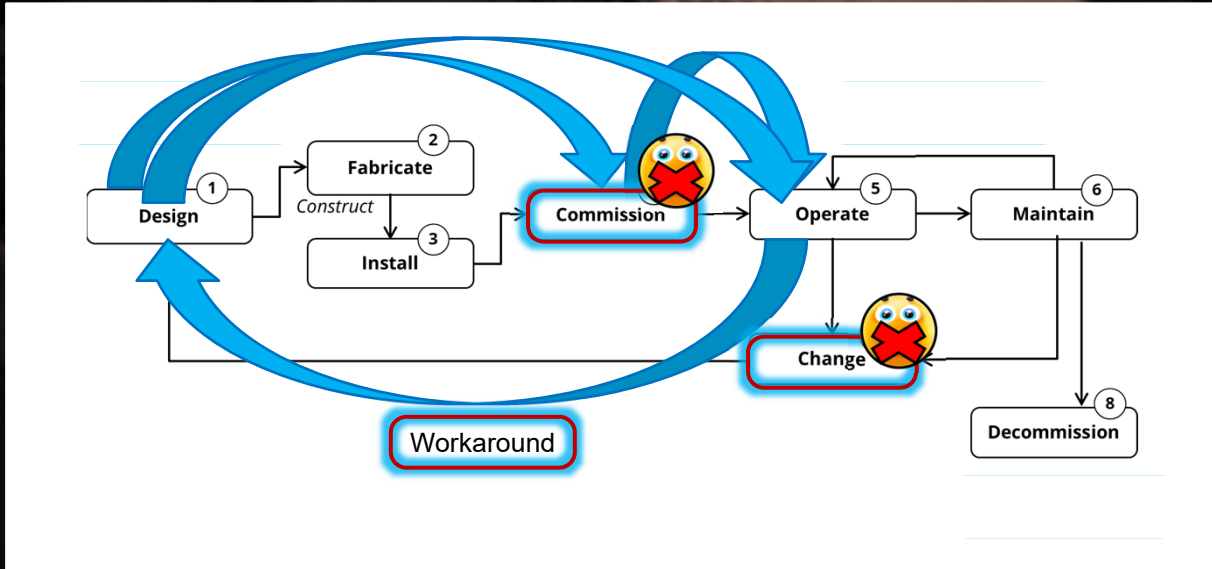 2
Fabricate
1
Design
Construct
3
Install
Commission
5
Operate
6
Maintain
Change
8
Decommission
Workaround